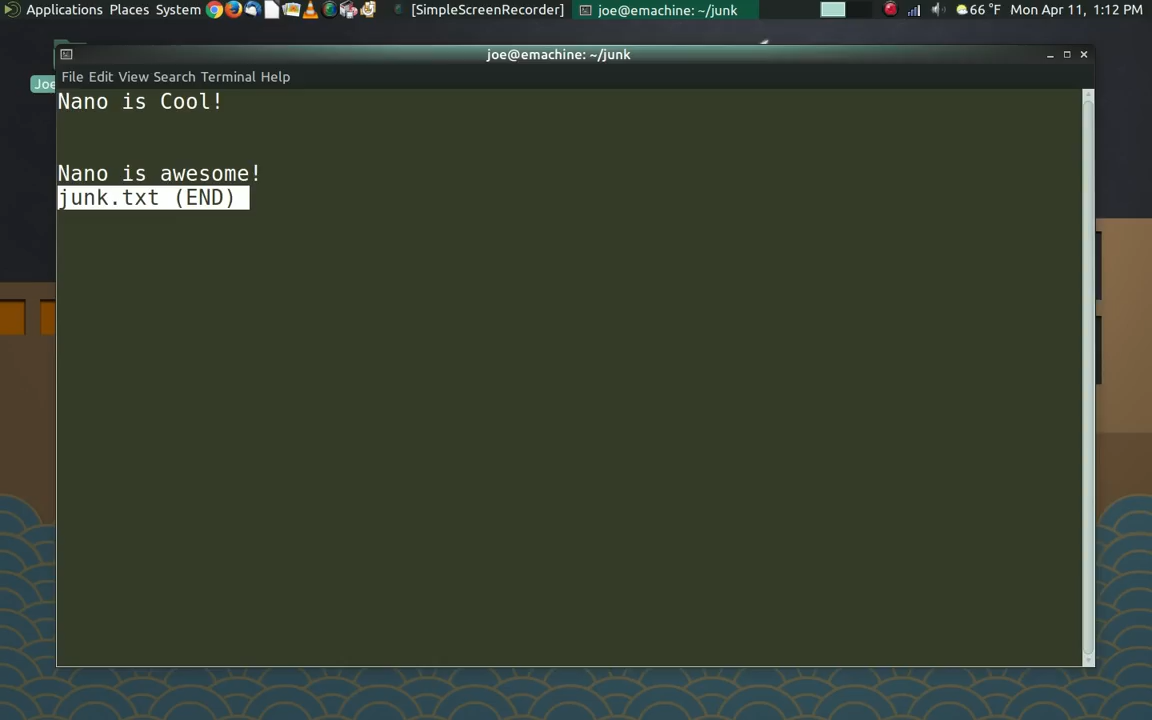 Applications Places System [SimpleScreenRecorder] joe@emachine: ~/junk 66 °F Mon Apr 11, 1:12 PM
joe@emachine: ~/junk
File Edit View Search Terminal Help
Joe
Nano is Cool!
Nano is awesome!
junk.txt (END)